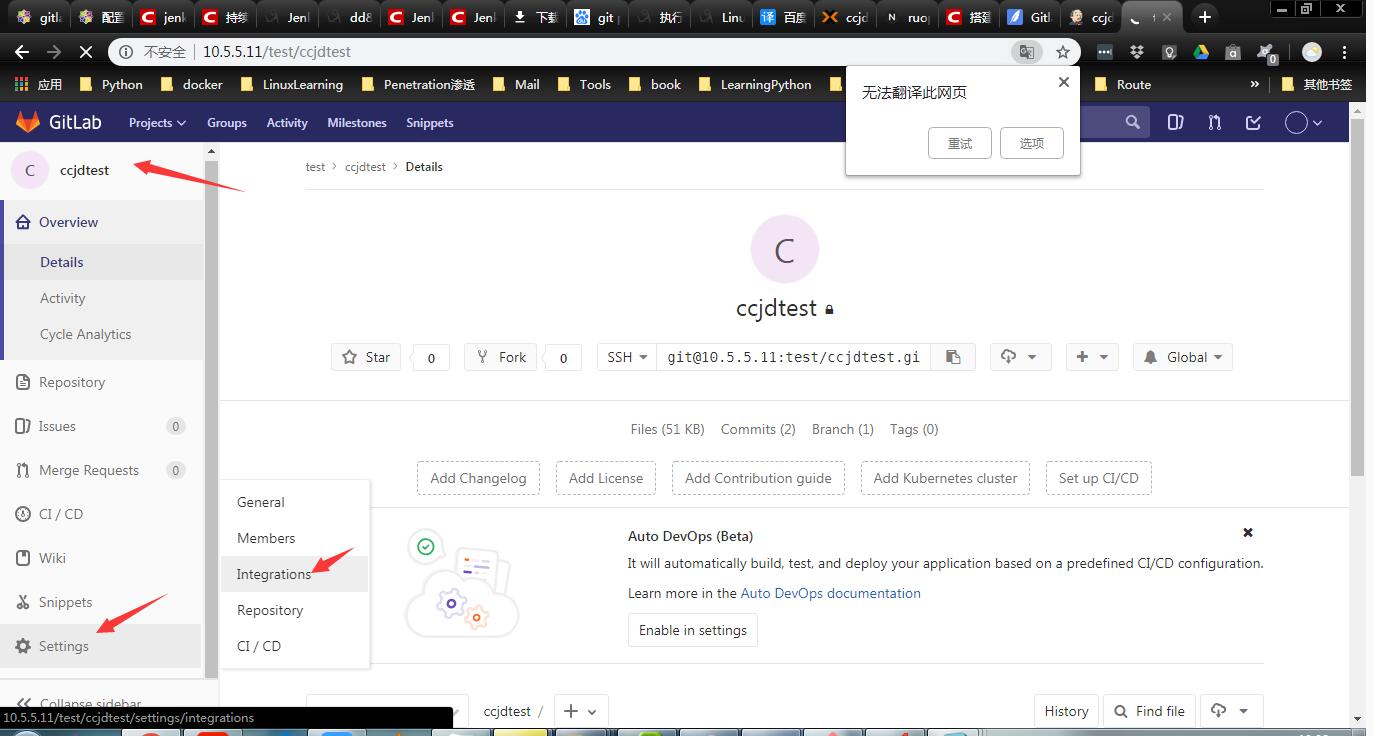 gitla 配置 jenk 持续 Jenl dd8 Jenl Jenl 下载 git 执行 Linu 百度 ccjd ruop 搭建 Gitl ccjd
不安全 10.5.5.11/test/ccjdtest
应用 Python docker LinuxLearning Penetration渗透 Mail Tools book LearningPython Route » 其他书签
无法翻译此网页
重试 选项
GitLab Projects Groups Activity Milestones Snippets
C ccjdtest
test > ccjdtest > Details
Overview
Details
Activity
Cycle Analytics
Repository
Issues 0
Merge Requests 0
CI / CD
Wiki
Snippets
Settings
Collapse sidebar
General
Members
Integrations
Repository
CI / CD
C
ccjdtest
Star 0 Fork 0 SSH git@10.5.5.11:test/ccjdtest.gi Global
Files (51 KB) Commits (2) Branch (1) Tags (0)
Add Changelog Add License Add Contribution guide Add Kubernetes cluster Set up CI/CD
Auto DevOps (Beta)
It will automatically build, test, and deploy your application based on a predefined CI/CD configuration.
Learn more in the Auto DevOps documentation
Enable in settings
ccjdtest / + History Find file
10.5.5.11/test/ccjdtest/settings/integrations